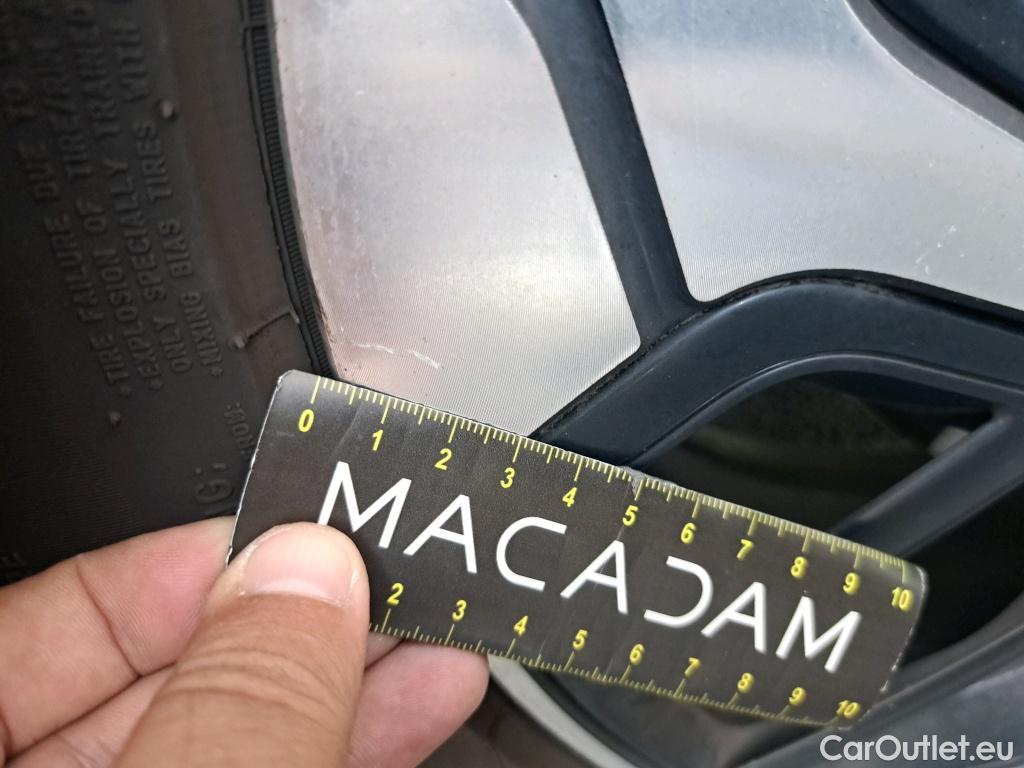 TIRE FAILURE DUE TO
EXPLOSION OF TIRE/RIM
ONLY SPECIALLY TRAINED
MIXING BIAS TIRES WITH
0 1 2 3 4 5 6 7 8 9 10
MACADAM
2 3 4 5 6 7 8 9 10
CarOutlet.eu